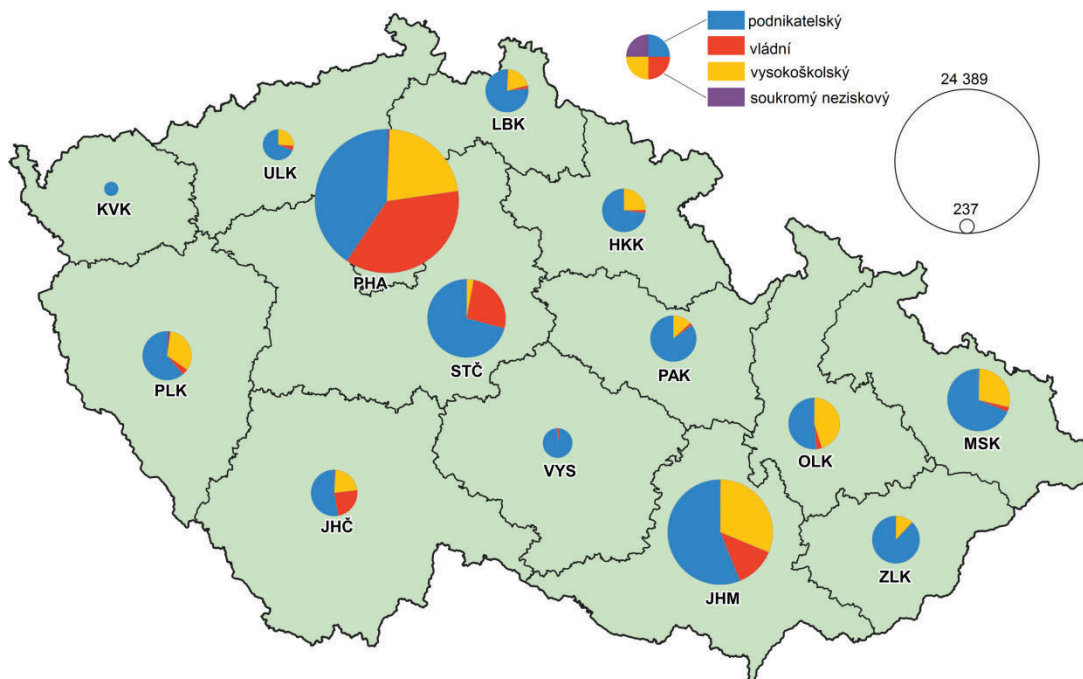 podnikatelský
vládní
vysokoškolský
soukromý neziskový
24 389
237
LBK
ULK
KVK
HKK
PHA
STČ
PAK
PLK
MSK
OLK
VYS
JHČ
ZLK
JHM